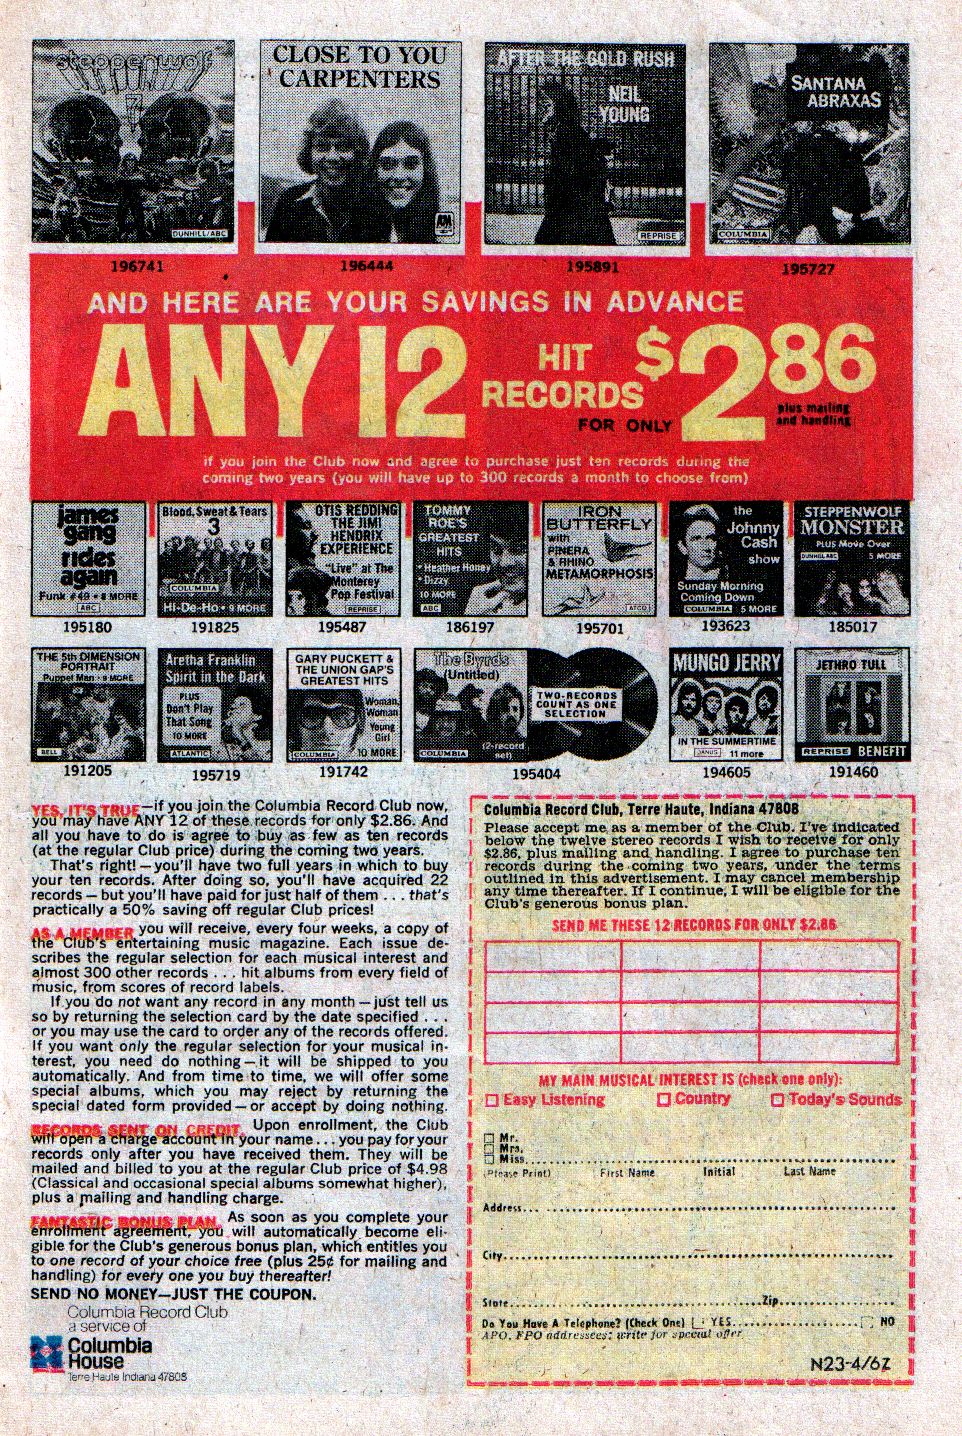 steppenwolf
7
DUNHILL/ABC
196741
CLOSE TO YOU
CARPENTERS
A&M
196444
AFTER THE GOLD RUSH
NEIL
YOUNG
REPRISE
195891
SANTANA
ABRAXAS
COLUMBIA
195727
AND HERE ARE YOUR SAVINGS IN ADVANCE
ANY 12 HIT RECORDS FOR ONLY $2.86
plus mailing
and handling
if you join the Club now and agree to purchase just ten records during the
coming two years (you will have up to 300 records a month to choose from)
james
gang
rides
again
Funk #49 • 8 MORE
ABC
195180
Blood, Sweat & Tears
3
COLUMBIA
Hi-De-Ho • 9 MORE
191825
OTIS REDDING
THE JIMI
HENDRIX
EXPERIENCE
"Live" at The
Monterey
Pop Festival
REPRISE
195487
TOMMY
ROE'S
GREATEST
HITS
• Heather Honey
• Dizzy
10 MORE
ABC
186197
IRON
BUTTERFLY
with
PINERA
& RHINO
METAMORPHOSIS
ATCO
195701
the
Johnny
Cash
show
Sunday Morning
Coming Down
COLUMBIA 5 MORE
193623
STEPPENWOLF
MONSTER
PLUS Move Over
DUNHILL ABC 5 MORE
185017
THE 5th DIMENSION
PORTRAIT
Puppet Man • 9 MORE
BELL
191205
Aretha Franklin
Spirit in the Dark
PLUS
Don't Play
That Song
10 MORE
ATLANTIC
195719
GARY PUCKETT &
THE UNION GAP'S
GREATEST HITS
Woman,
Woman
Young
Girl
COLUMBIA 10 MORE
191742
The Byrds
(Untitled)
COLUMBIA
(2-record
set)
TWO-RECORDS
COUNT AS ONE
SELECTION
195404
MUNGO JERRY
IN THE SUMMERTIME
JANUS 11 more
194605
JETHRO TULL
REPRISE BENEFIT
191460
YES, IT'S TRUE—if you join the Columbia Record Club now,
you may have ANY 12 of these records for only $2.86. And
all you have to do is agree to buy as few as ten records
(at the regular Club price) during the coming two years.
That's right! — you'll have two full years in which to buy
your ten records. After doing so, you'll have acquired 22
records — but you'll have paid for just half of them . . . that's
practically a 50% saving off regular Club prices!
AS A MEMBER you will receive, every four weeks, a copy of
the Club's entertaining music magazine. Each issue de-
scribes the regular selection for each musical interest and
almost 300 other records . . . hit albums from every field of
music, from scores of record labels.
If you do not want any record in any month — just tell us
so by returning the selection card by the date specified . . .
or you may use the card to order any of the records offered.
If you want only the regular selection for your musical in-
terest, you need do nothing — it will be shipped to you
automatically. And from time to time, we will offer some
special albums, which you may reject by returning the
special dated form provided — or accept by doing nothing.
RECORDS SENT ON CREDIT. Upon enrollment, the Club
will open a charge account in your name . . . you pay for your
records only after you have received them. They will be
mailed and billed to you at the regular Club price of $4.98
(Classical and occasional special albums somewhat higher),
plus a mailing and handling charge.
FANTASTIC BONUS PLAN. As soon as you complete your
enrollment agreement, you will automatically become eli-
gible for the Club's generous bonus plan, which entitles you
to one record of your choice free (plus 25¢ for mailing and
handling) for every one you buy thereafter!
SEND NO MONEY—JUST THE COUPON.
Columbia Record Club
a service of
Columbia
House
Terre Haute Indiana 47808
Columbia Record Club, Terre Haute, Indiana 47808
Please accept me as a member of the Club. I've indicated
below the twelve stereo records I wish to receive for only
$2.86, plus mailing and handling. I agree to purchase ten
records during the coming two years, under the terms
outlined in this advertisement. I may cancel membership
any time thereafter. If I continue, I will be eligible for the
Club's generous bonus plan.
SEND ME THESE 12 RECORDS FOR ONLY $2.86
MY MAIN MUSICAL INTEREST IS (check one only):
Easy Listening Country Today's Sounds
Mr.
Mrs.
Miss
(Please Print) First Name Initial Last Name
Address
City
State Zip
Do You Have A Telephone? (Check One) YES NO
APO, FPO addressees: write for special offer
N23-4/6Z